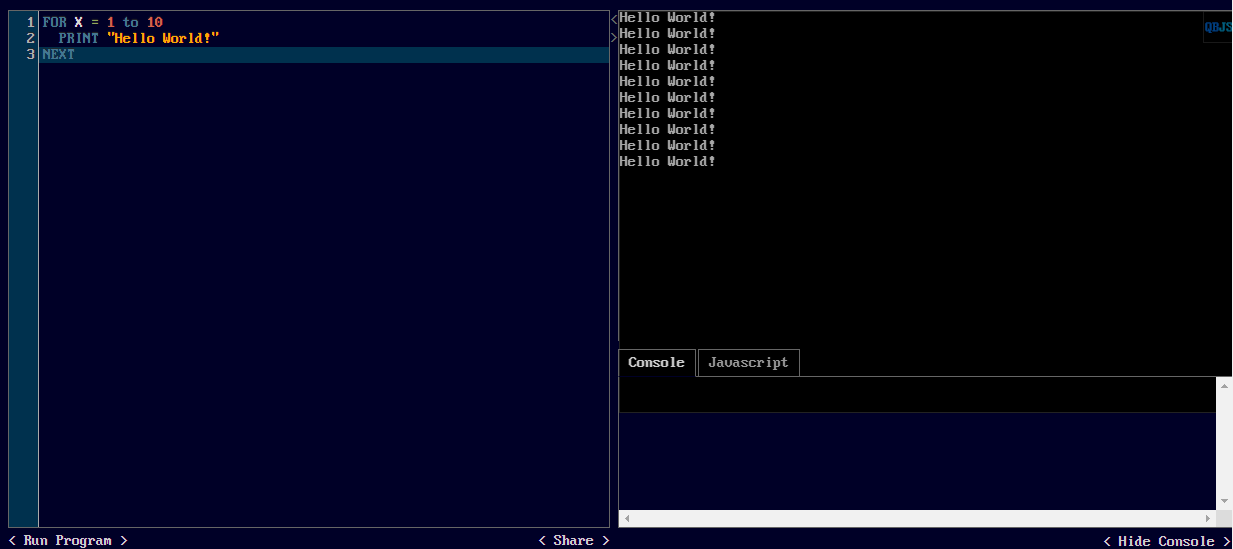 1 FOR X = 1 to 10
2   PRINT "Hello World!"
3 NEXT
< Run Program >
< Share >
<
>
Hello World!
Hello World!
Hello World!
Hello World!
Hello World!
Hello World!
Hello World!
Hello World!
Hello World!
Hello World!
QBJS
Console
Javascript
< Hide Console >